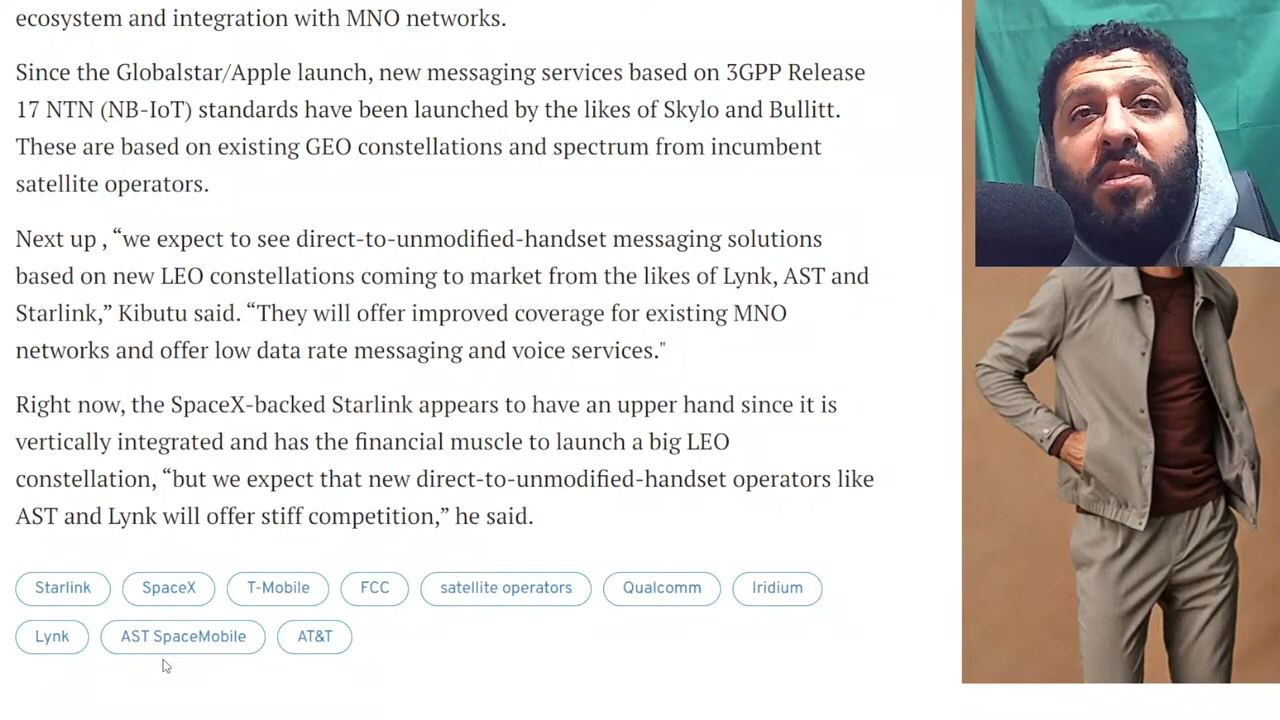 ecosystem and integration with MNO networks.
Since the Globalstar/Apple launch, new messaging services based on 3GPP Release
17 NTN (NB-IoT) standards have been launched by the likes of Skylo and Bullitt.
These are based on existing GEO constellations and spectrum from incumbent
satellite operators.
Next up , “we expect to see direct-to-unmodified-handset messaging solutions
based on new LEO constellations coming to market from the likes of Lynk, AST and
Starlink,” Kibutu said. “They will offer improved coverage for existing MNO
networks and offer low data rate messaging and voice services."
Right now, the SpaceX-backed Starlink appears to have an upper hand since it is
vertically integrated and has the financial muscle to launch a big LEO
constellation, “but we expect that new direct-to-unmodified-handset operators like
AST and Lynk will offer stiff competition,” he said.
Starlink SpaceX T-Mobile FCC satellite operators Qualcomm Iridium
Lynk AST SpaceMobile AT&T